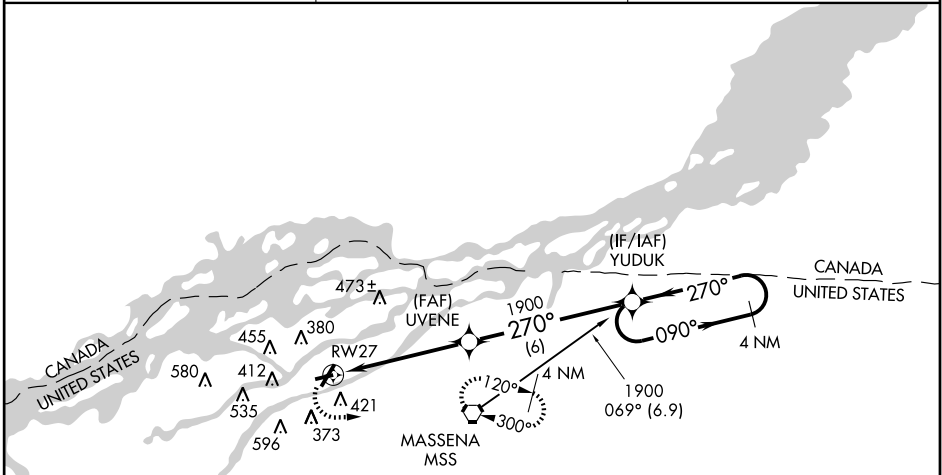 (IF/IAF)
YUDUK
CANADA
UNITED STATES
270°
090°
4 NM
473±
(FAF)
UVENE
1900
270°
(6)
455
380
RW27
CANADA
UNITED STATES
580
412
535
421
596
373
120°
4 NM
300°
1900
069° (6.9)
MASSENA
MSS